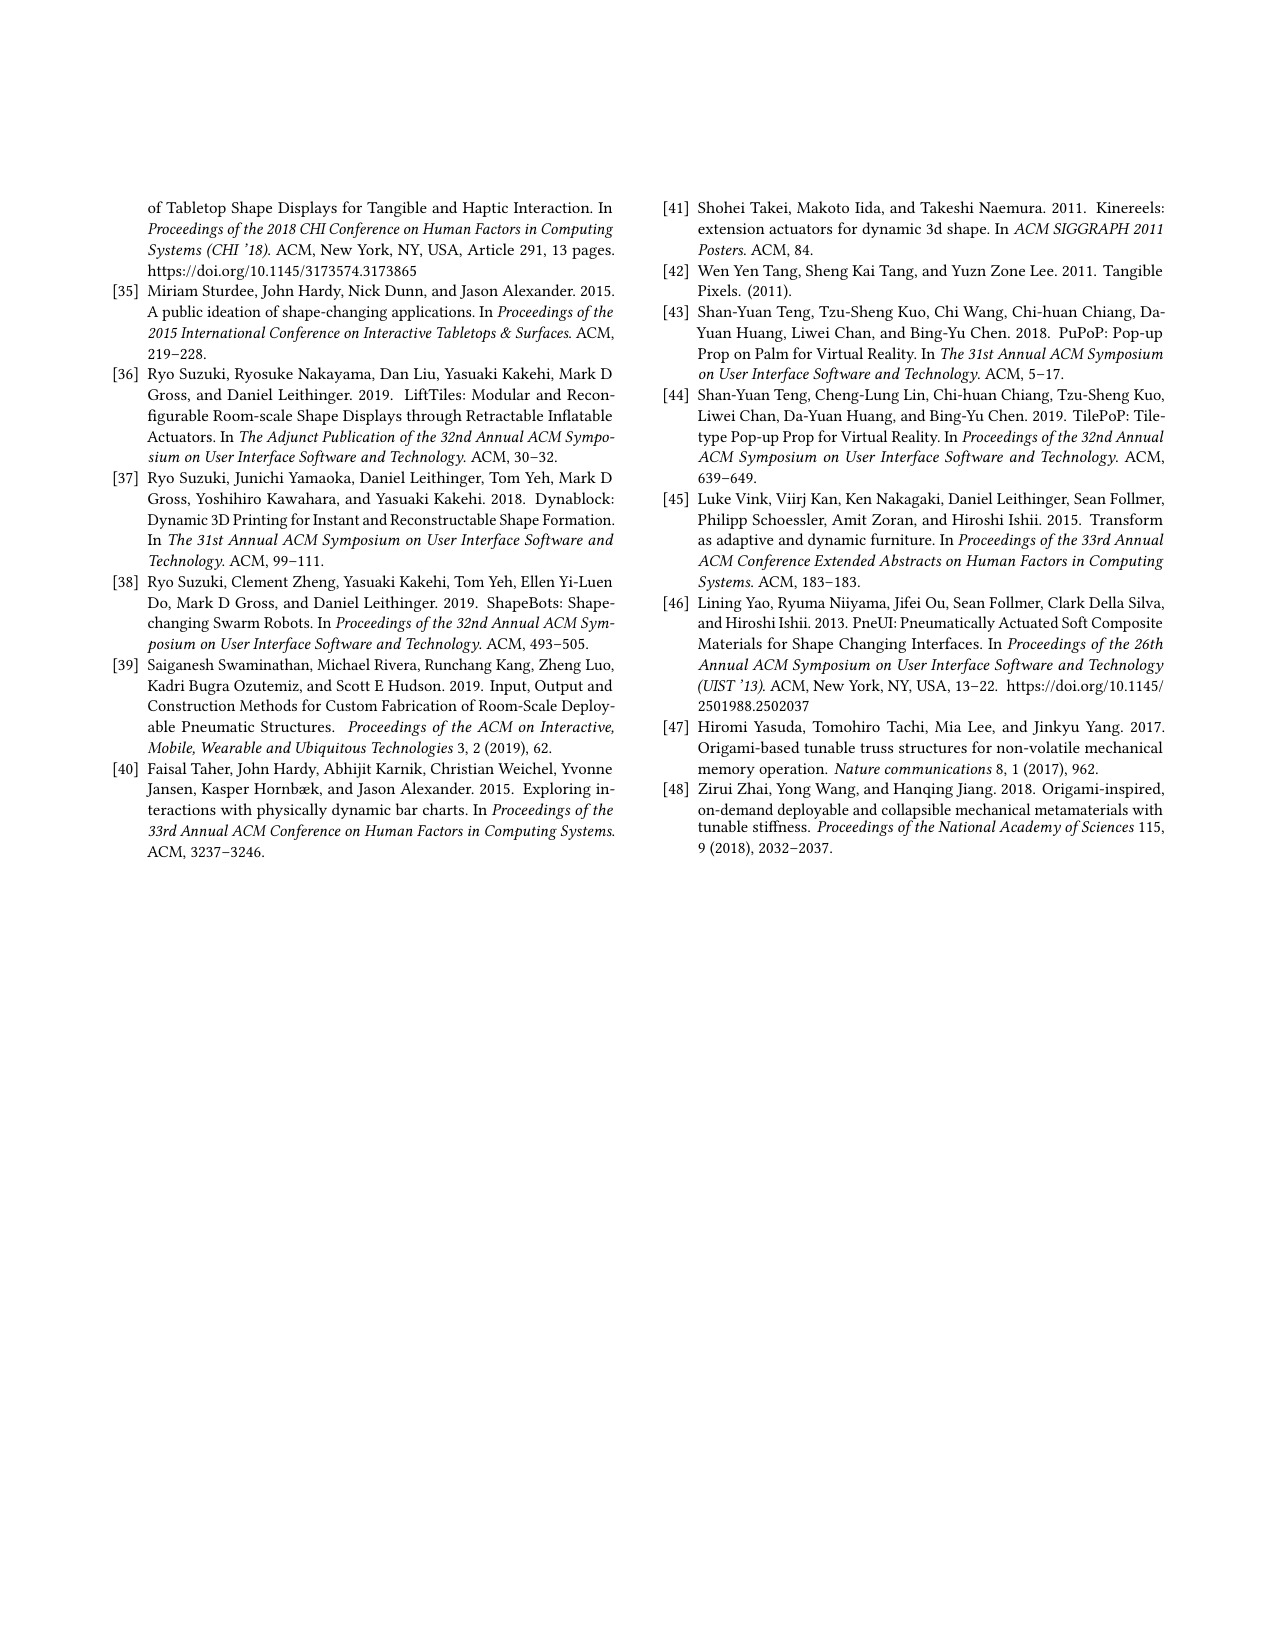 of Tabletop Shape Displays for Tangible and Haptic Interaction. In
Proceedings of the 2018 CHI Conference on Human Factors in Computing
Systems (CHI ’18). ACM, New York, NY, USA, Article 291, 13 pages.
https://doi.org/10.1145/3173574.3173865
[35] Miriam Sturdee, John Hardy, Nick Dunn, and Jason Alexander. 2015.
A public ideation of shape-changing applications. In Proceedings of the
2015 International Conference on Interactive Tabletops & Surfaces. ACM,
219–228.
[36] Ryo Suzuki, Ryosuke Nakayama, Dan Liu, Yasuaki Kakehi, Mark D
Gross, and Daniel Leithinger. 2019. LiftTiles: Modular and Recon-
figurable Room-scale Shape Displays through Retractable Inflatable
Actuators. In The Adjunct Publication of the 32nd Annual ACM Sympo-
sium on User Interface Software and Technology. ACM, 30–32.
[37] Ryo Suzuki, Junichi Yamaoka, Daniel Leithinger, Tom Yeh, Mark D
Gross, Yoshihiro Kawahara, and Yasuaki Kakehi. 2018. Dynablock:
Dynamic 3D Printing for Instant and Reconstructable Shape Formation.
In The 31st Annual ACM Symposium on User Interface Software and
Technology. ACM, 99–111.
[38] Ryo Suzuki, Clement Zheng, Yasuaki Kakehi, Tom Yeh, Ellen Yi-Luen
Do, Mark D Gross, and Daniel Leithinger. 2019. ShapeBots: Shape-
changing Swarm Robots. In Proceedings of the 32nd Annual ACM Sym-
posium on User Interface Software and Technology. ACM, 493–505.
[39] Saiganesh Swaminathan, Michael Rivera, Runchang Kang, Zheng Luo,
Kadri Bugra Ozutemiz, and Scott E Hudson. 2019. Input, Output and
Construction Methods for Custom Fabrication of Room-Scale Deploy-
able Pneumatic Structures. Proceedings of the ACM on Interactive,
Mobile, Wearable and Ubiquitous Technologies 3, 2 (2019), 62.
[40] Faisal Taher, John Hardy, Abhijit Karnik, Christian Weichel, Yvonne
Jansen, Kasper Hornbæk, and Jason Alexander. 2015. Exploring in-
teractions with physically dynamic bar charts. In Proceedings of the
33rd Annual ACM Conference on Human Factors in Computing Systems.
ACM, 3237–3246.
[41] Shohei Takei, Makoto Iida, and Takeshi Naemura. 2011. Kinereels:
extension actuators for dynamic 3d shape. In ACM SIGGRAPH 2011
Posters. ACM, 84.
[42] Wen Yen Tang, Sheng Kai Tang, and Yuzn Zone Lee. 2011. Tangible
Pixels. (2011).
[43] Shan-Yuan Teng, Tzu-Sheng Kuo, Chi Wang, Chi-huan Chiang, Da-
Yuan Huang, Liwei Chan, and Bing-Yu Chen. 2018. PuPoP: Pop-up
Prop on Palm for Virtual Reality. In The 31st Annual ACM Symposium
on User Interface Software and Technology. ACM, 5–17.
[44] Shan-Yuan Teng, Cheng-Lung Lin, Chi-huan Chiang, Tzu-Sheng Kuo,
Liwei Chan, Da-Yuan Huang, and Bing-Yu Chen. 2019. TilePoP: Tile-
type Pop-up Prop for Virtual Reality. In Proceedings of the 32nd Annual
ACM Symposium on User Interface Software and Technology. ACM,
639–649.
[45] Luke Vink, Viirj Kan, Ken Nakagaki, Daniel Leithinger, Sean Follmer,
Philipp Schoessler, Amit Zoran, and Hiroshi Ishii. 2015. Transform
as adaptive and dynamic furniture. In Proceedings of the 33rd Annual
ACM Conference Extended Abstracts on Human Factors in Computing
Systems. ACM, 183–183.
[46] Lining Yao, Ryuma Niiyama, Jifei Ou, Sean Follmer, Clark Della Silva,
and Hiroshi Ishii. 2013. PneUI: Pneumatically Actuated Soft Composite
Materials for Shape Changing Interfaces. In Proceedings of the 26th
Annual ACM Symposium on User Interface Software and Technology
(UIST ’13). ACM, New York, NY, USA, 13–22. https://doi.org/10.1145/
2501988.2502037
[47] Hiromi Yasuda, Tomohiro Tachi, Mia Lee, and Jinkyu Yang. 2017.
Origami-based tunable truss structures for non-volatile mechanical
memory operation. Nature communications 8, 1 (2017), 962.
[48] Zirui Zhai, Yong Wang, and Hanqing Jiang. 2018. Origami-inspired,
on-demand deployable and collapsible mechanical metamaterials with
tunable stiffness. Proceedings of the National Academy of Sciences 115,
9 (2018), 2032–2037.